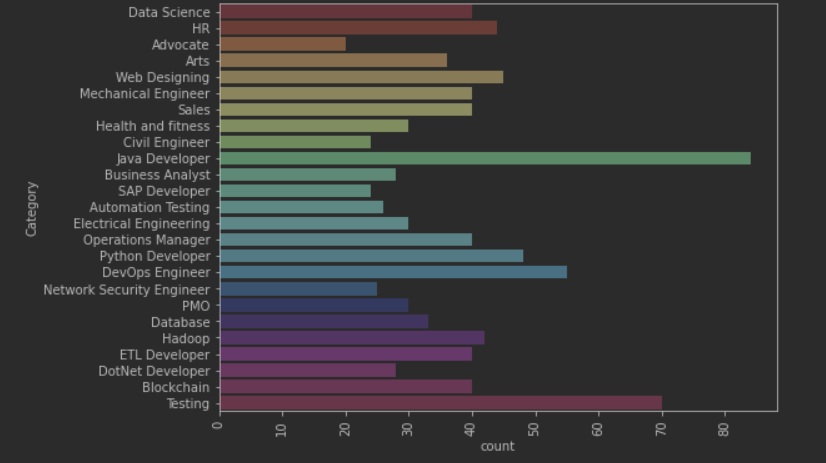 Data Science
HR
Advocate
Arts
Web Designing
Mechanical Engineer
Sales
Health and fitness
Civil Engineer
Java Developer
Business Analyst
SAP Developer
Automation Testing
Electrical Engineering
Operations Manager
Python Developer
DevOps Engineer
Network Security Engineer
PMO
Database
Hadoop
ETL Developer
DotNet Developer
Blockchain
Testing
Category
0 10 20 30 40 50 60 70 80
count